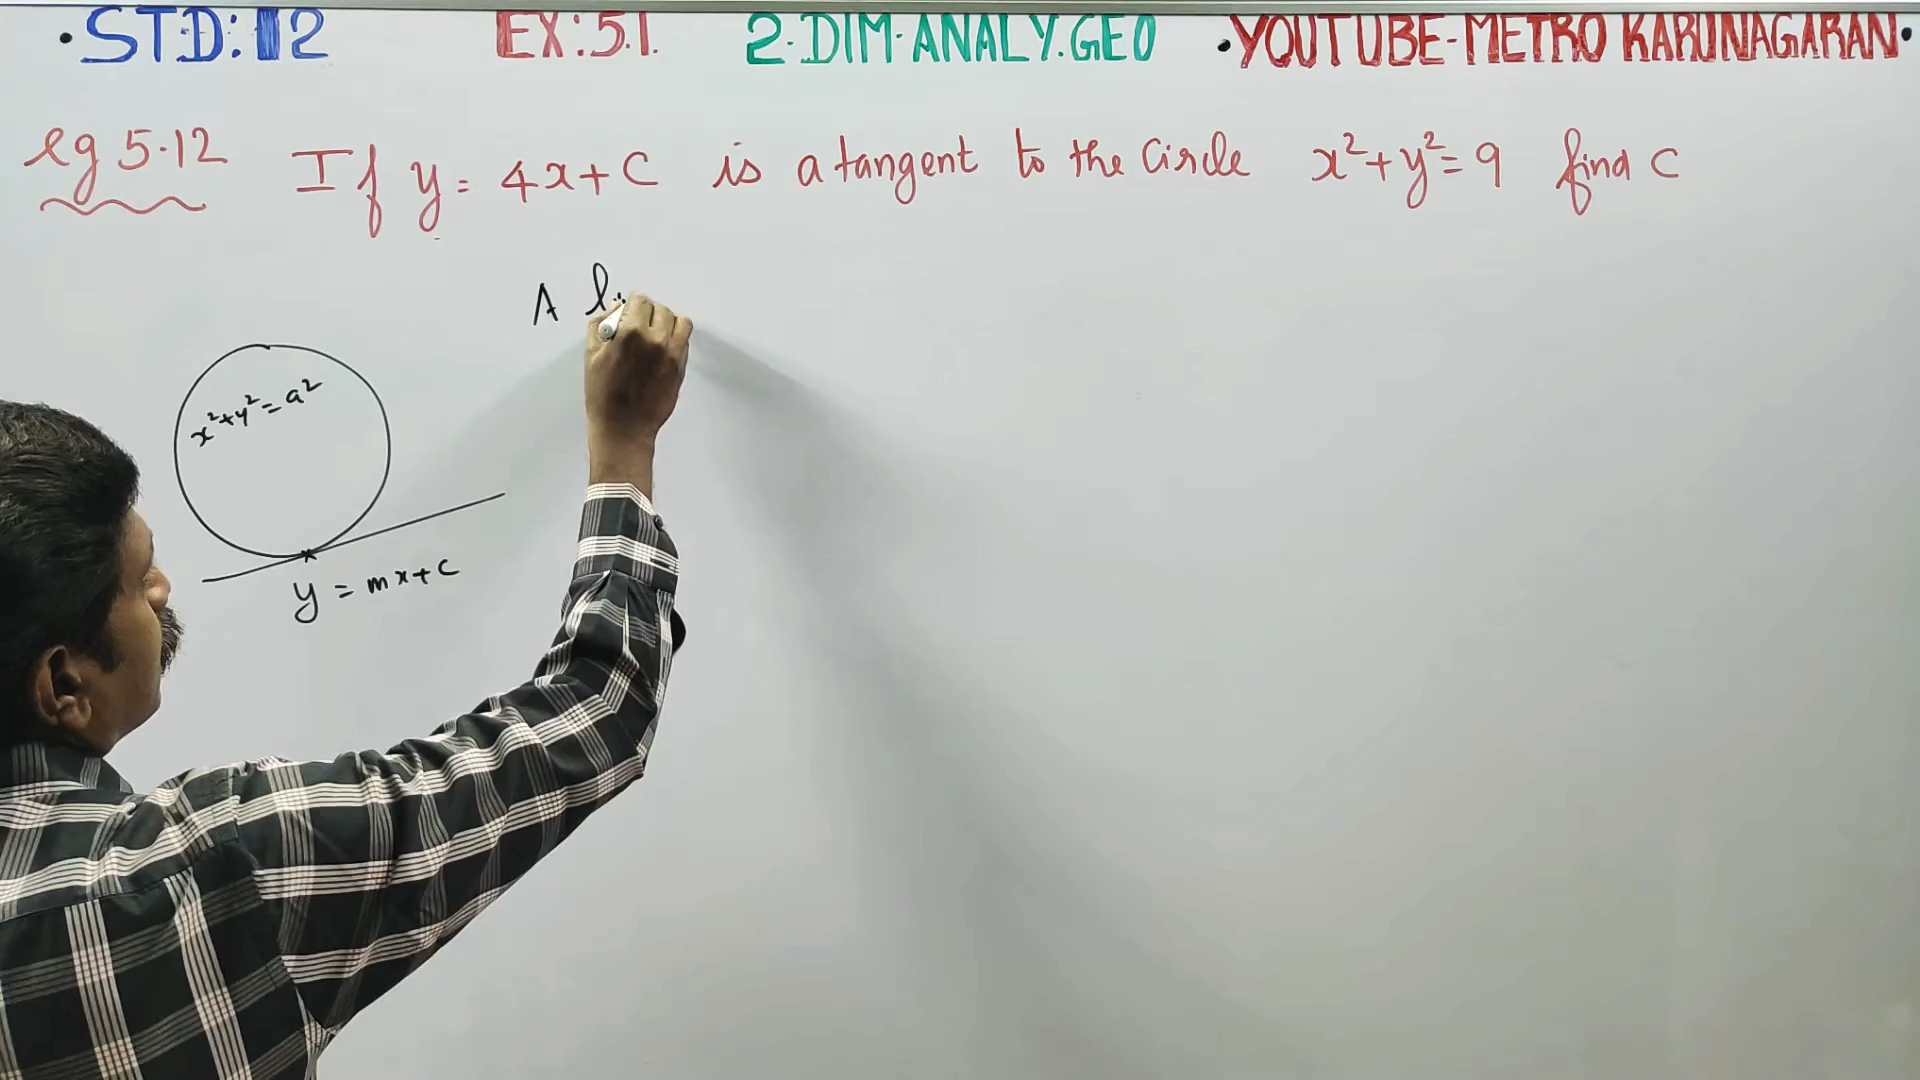 •STD:12 EX:5.1. 2-DIM-ANALY.GEO •YOUTUBE-METRO KARUNAGARAN•
eg 5.12 If y = 4x+C is a tangent to the Circle x²+y²=9 find C
A li
x²+y²=a²
y = mx+c